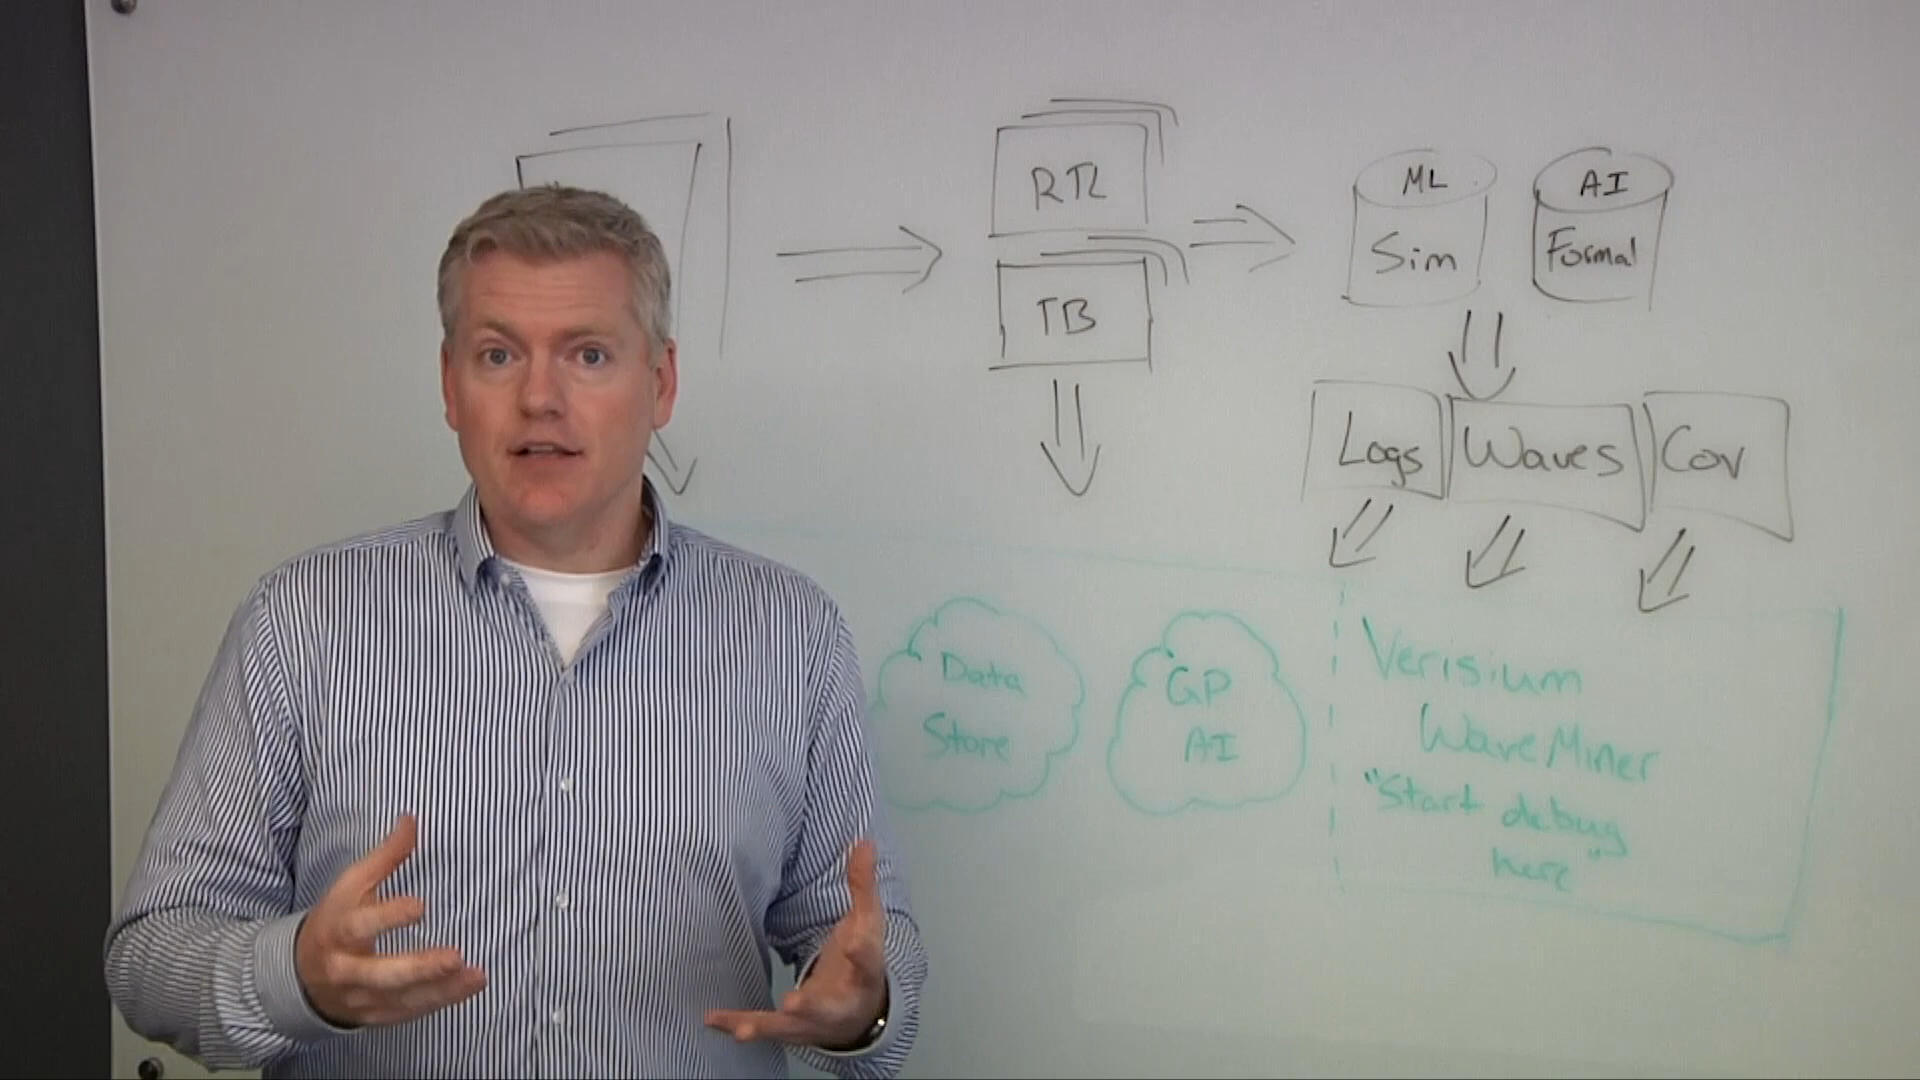 RTL
TB
ML
Sim
AI
Formal
Logs
Waves
Cov
Data
Store
GP
AI
Verisium
WaveMiner
"Start debug
here"